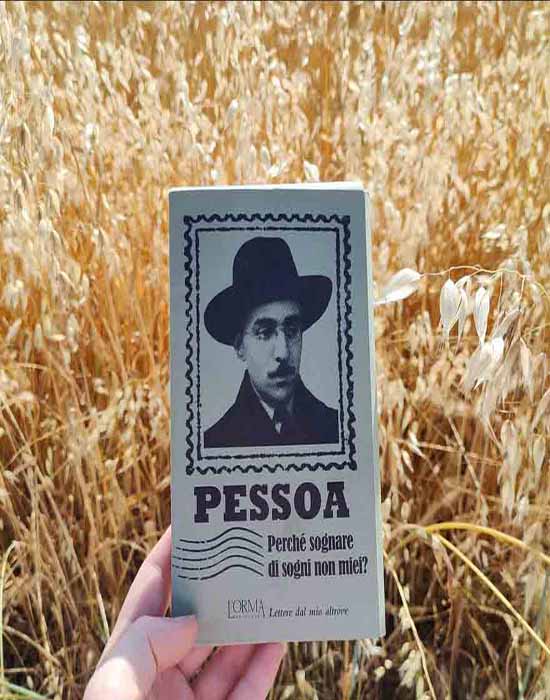 PESSOA
Perché sognare
di sogni non miei?
L'ORMA
Lettere dal mio altrove